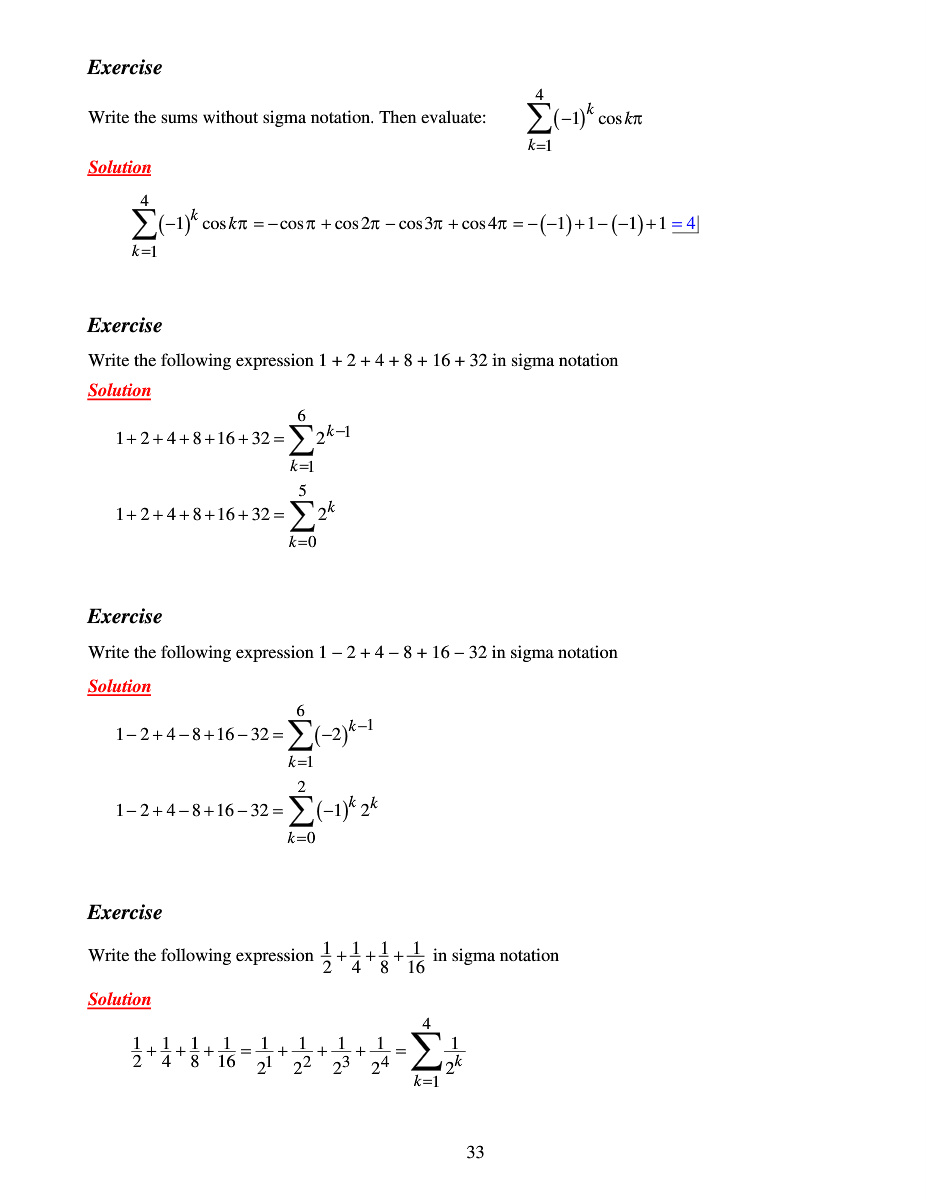 Exercise
Write the sums without sigma notation. Then evaluate: $\sum_{k=1}^{4} (-1)^k \cos k\pi$
Solution
$\sum_{k=1}^{4} (-1)^k \cos k\pi = -\cos\pi + \cos 2\pi - \cos 3\pi + \cos 4\pi = -(-1) + 1 - (-1) + 1 = 4$
Exercise
Write the following expression 1 + 2 + 4 + 8 + 16 + 32 in sigma notation
Solution
$1 + 2 + 4 + 8 + 16 + 32 = \sum_{k=1}^{6} 2^{k-1}$
$1 + 2 + 4 + 8 + 16 + 32 = \sum_{k=0}^{5} 2^k$
Exercise
Write the following expression 1 − 2 + 4 − 8 + 16 − 32 in sigma notation
Solution
$1 - 2 + 4 - 8 + 16 - 32 = \sum_{k=1}^{6} (-2)^{k-1}$
$1 - 2 + 4 - 8 + 16 - 32 = \sum_{k=0}^{2} (-1)^k 2^k$
Exercise
Write the following expression $\frac{1}{2} + \frac{1}{4} + \frac{1}{8} + \frac{1}{16}$ in sigma notation
Solution
$\frac{1}{2} + \frac{1}{4} + \frac{1}{8} + \frac{1}{16} = \frac{1}{2^1} + \frac{1}{2^2} + \frac{1}{2^3} + \frac{1}{2^4} = \sum_{k=1}^{4} \frac{1}{2^k}$
33